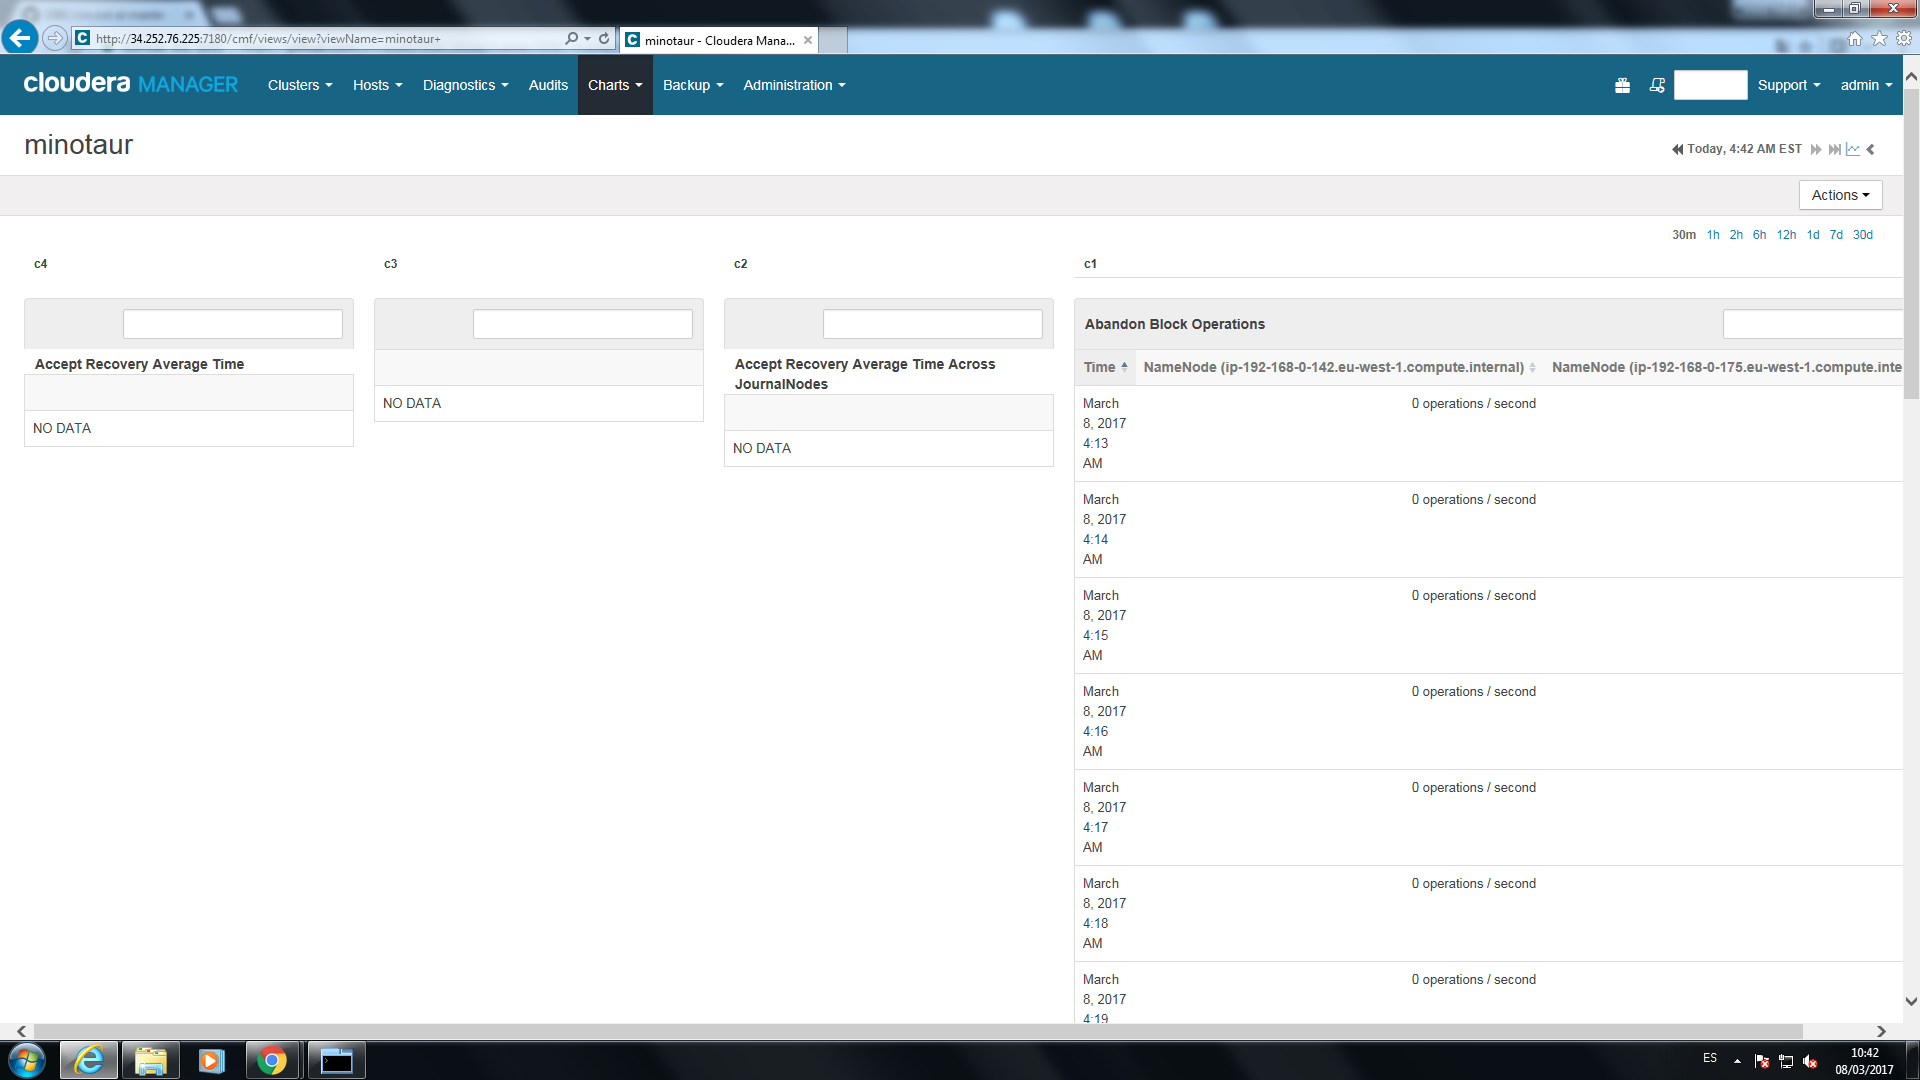 http://34.252.76.225:7180/cmf/views/view?viewName=minotaur+
minotaur - Cloudera Mana...
cloudera MANAGER
Clusters
Hosts
Diagnostics
Audits
Charts
Backup
Administration
Support
admin
minotaur
Today, 4:42 AM EST
Actions
30m 1h 2h 6h 12h 1d 7d 30d
c4
c3
c2
c1
Accept Recovery Average Time
NO DATA
NO DATA
Accept Recovery Average Time Across
JournalNodes
NO DATA
Abandon Block Operations
Time
NameNode (ip-192-168-0-142.eu-west-1.compute.internal)
NameNode (ip-192-168-0-175.eu-west-1.compute.inte
March
8, 2017
4:13
AM
0 operations / second
March
8, 2017
4:14
AM
0 operations / second
March
8, 2017
4:15
AM
0 operations / second
March
8, 2017
4:16
AM
0 operations / second
March
8, 2017
4:17
AM
0 operations / second
March
8, 2017
4:18
AM
0 operations / second
March
8, 2017
4:19
0 operations / second
ES
10:42
08/03/2017